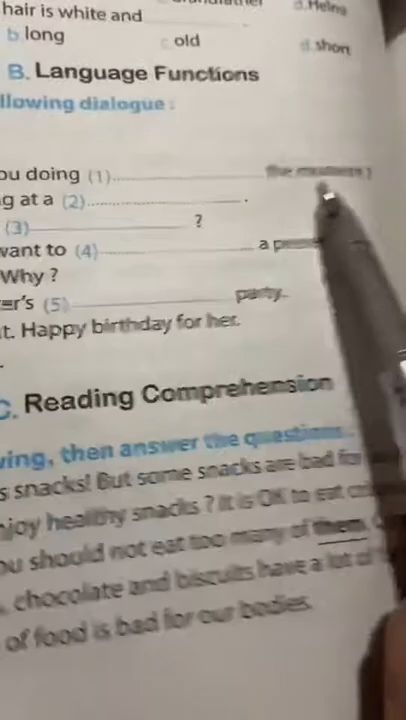 hair is white and
d. Helna
b. long
c. old
d. short
B. Language Functions
llowing dialogue :
ou doing (1)
g at a (2)
(3) ?
want to (4) a
Why ?
er's (5) party.
t. Happy birthday for her.
C. Reading Comprehension
ing, then answer the questions.
s snacks! But some snacks are bad for
njoy healthy snacks ? It is OK to eat
ou should not eat too many of them,
, chocolate and biscuits have a lot of
of food is bad for our bodies.